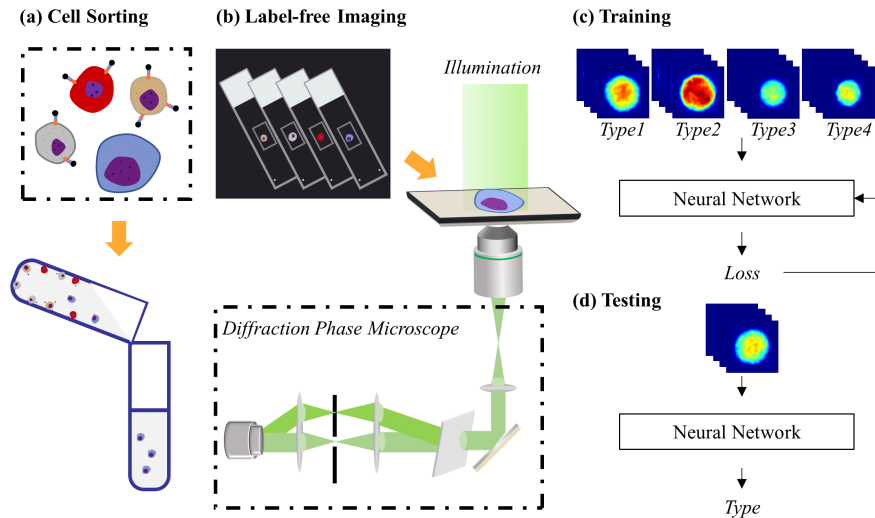 (a) Cell Sorting
(b) Label-free Imaging
Illumination
Diffraction Phase Microscope
(c) Training
Type1 Type2 Type3 Type4
Neural Network
Loss
(d) Testing
Neural Network
Type